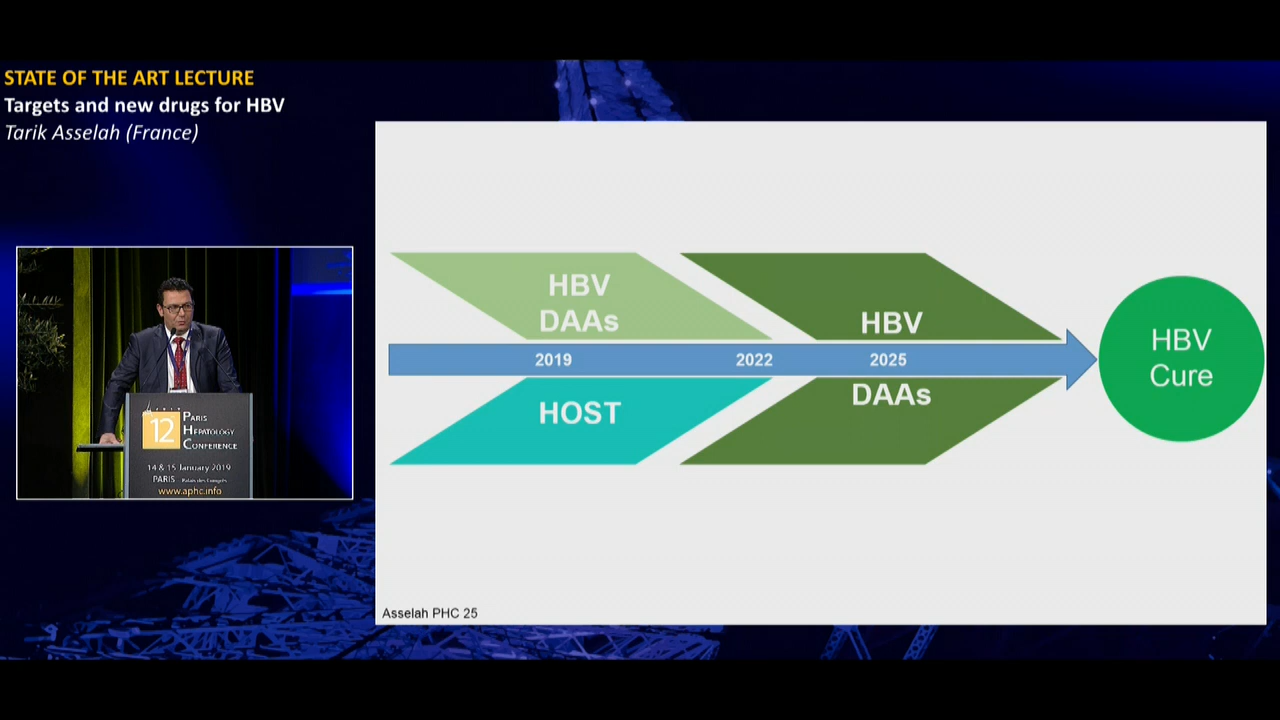 STATE OF THE ART LECTURE
Targets and new drugs for HBV
Tarik Asselah (France)
12
PARIS
HEPATOLOGY
CONFERENCE
14 & 15 January 2019
PARIS - Palais des Congrès
www.aphc.info
HBV
DAAs
HBV
2019
2022
2025
HOST
DAAs
HBV
Cure
Asselah PHC 25